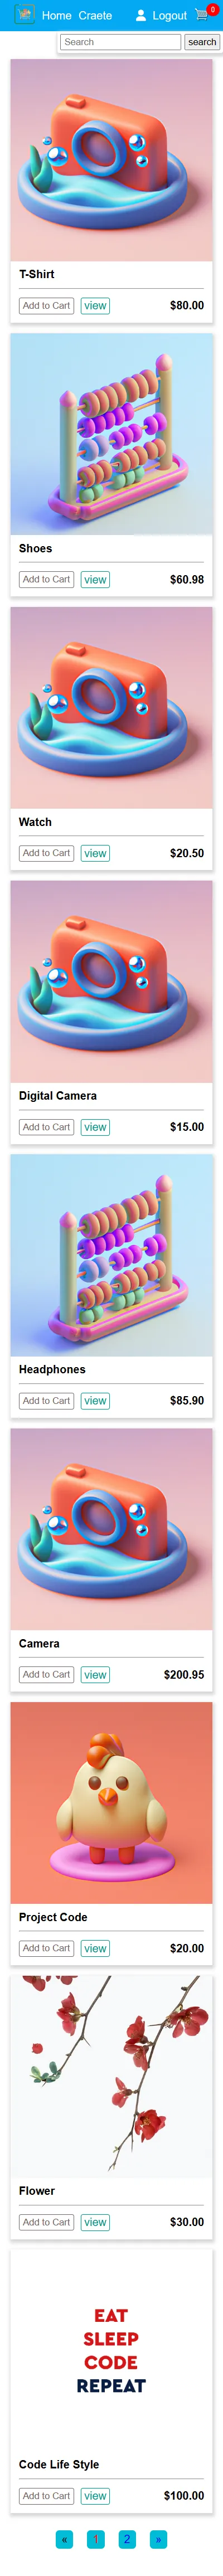 Home Craete Logout 0
Search search
T-Shirt
Add to Cart view $80.00
Shoes
Add to Cart view $60.98
Watch
Add to Cart view $20.50
Digital Camera
Add to Cart view $15.00
Headphones
Add to Cart view $85.90
Camera
Add to Cart view $200.95
Project Code
Add to Cart view $20.00
Flower
Add to Cart view $30.00
EAT
SLEEP
CODE
REPEAT
Code Life Style
Add to Cart view $100.00
« 1 2 »